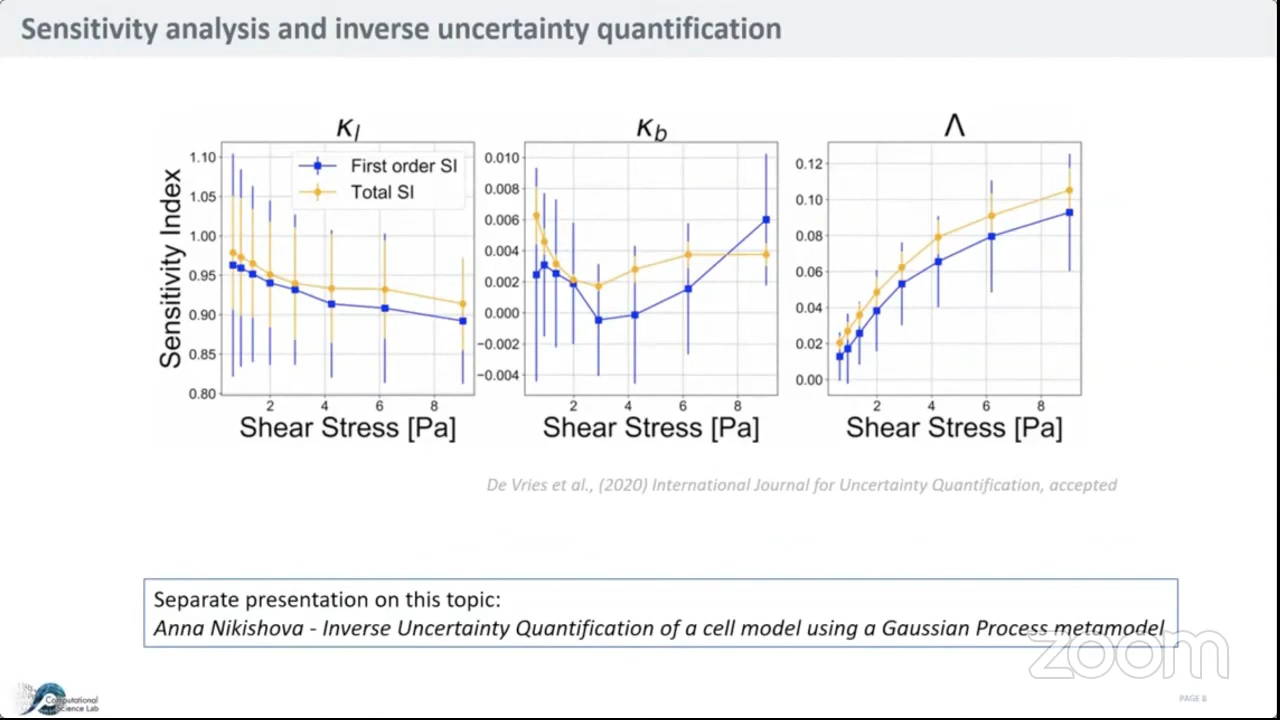 Sensitivity analysis and inverse uncertainty quantification
κl
κb
Λ
Sensitivity Index
First order SI
Total SI
1.10
1.05
1.00
0.95
0.90
0.85
0.80
2 4 6 8
Shear Stress [Pa]
0.010
0.008
0.006
0.004
0.002
0.000
−0.002
−0.004
2 4 6 8
Shear Stress [Pa]
0.12
0.10
0.08
0.06
0.04
0.02
0.00
2 4 6 8
Shear Stress [Pa]
De Vries et al., (2020) International Journal for Uncertainty Quantification, accepted
Separate presentation on this topic:
Anna Nikishova - Inverse Uncertainty Quantification of a cell model using a Gaussian Process metamodel
zoom
Computational
Science Lab
PAGE 8